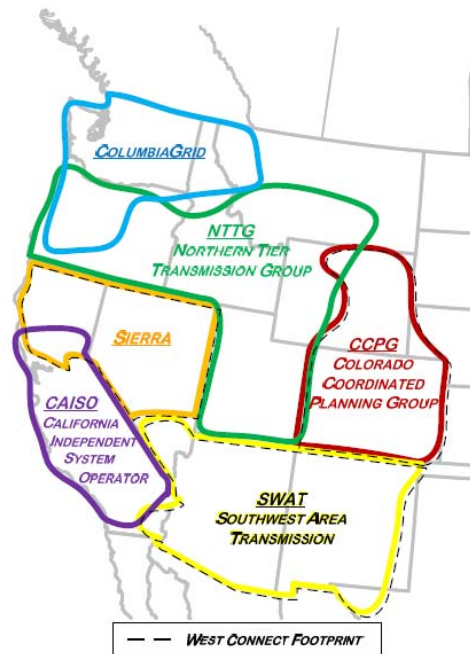 COLUMBIAGRID
NTTG
NORTHERN TIER
TRANSMISSION GROUP
SIERRA
CCPG
COLORADO
COORDINATED
PLANNING GROUP
CAISO
CALIFORNIA
INDEPENDENT
SYSTEM
OPERATOR
SWAT
SOUTHWEST AREA
TRANSMISSION
WEST CONNECT FOOTPRINT